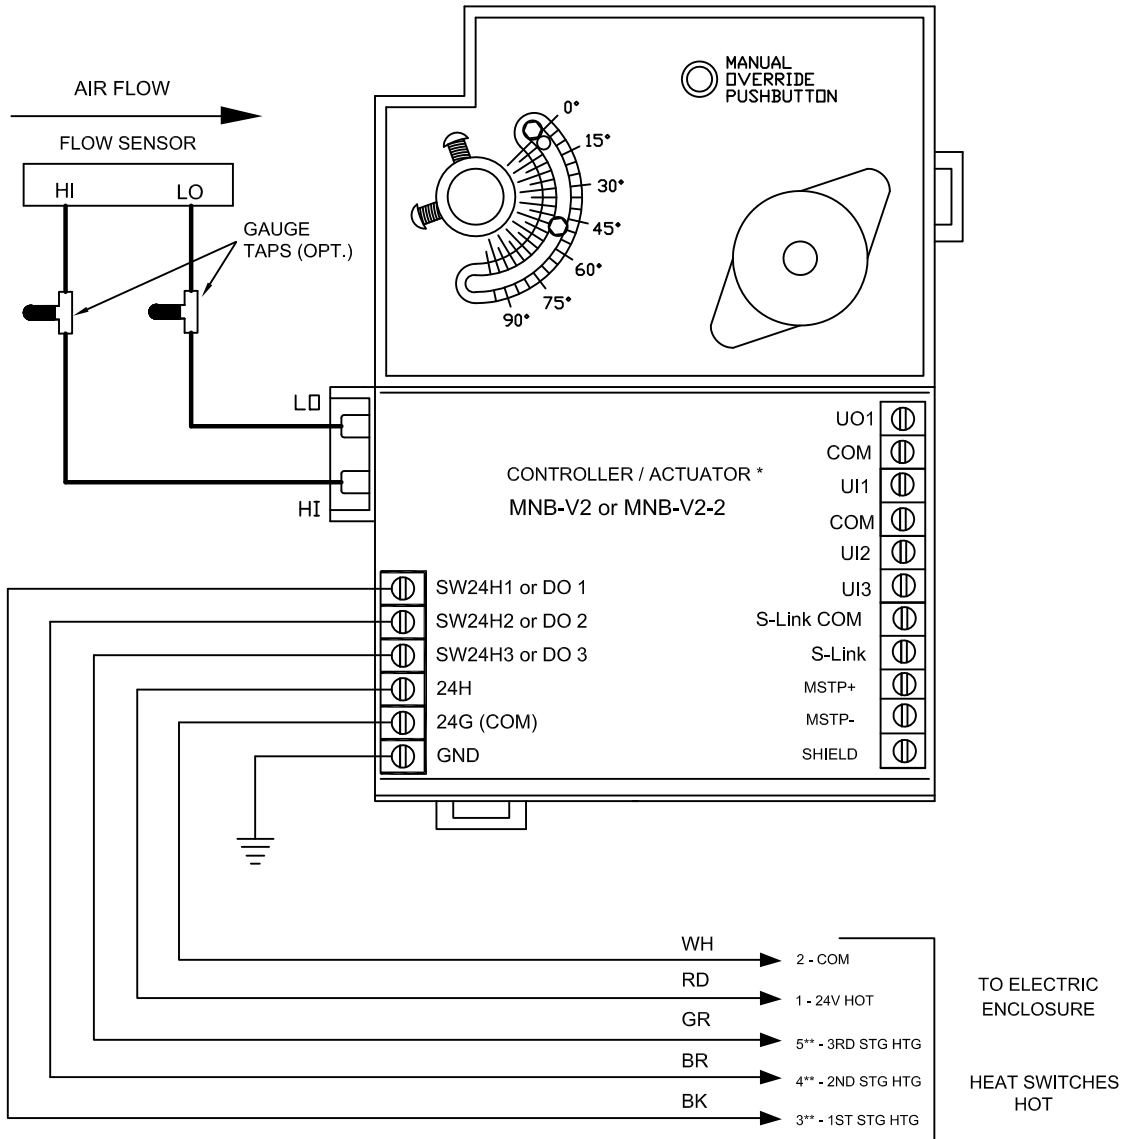 MANUAL
OVERRIDE
PUSHBUTTON
AIR FLOW
FLOW SENSOR
HI
LO
GAUGE
TAPS (OPT.)
0°
15°
30°
45°
60°
75°
90°
LO
HI
CONTROLLER / ACTUATOR *
MNB-V2 or MNB-V2-2
UO1
COM
UI1
COM
UI2
UI3
S-Link COM
S-Link
MSTP+
MSTP-
SHIELD
SW24H1 or DO 1
SW24H2 or DO 2
SW24H3 or DO 3
24H
24G (COM)
GND
WH
2 - COM
RD
1 - 24V HOT
GR
5** - 3RD STG HTG
BR
4** - 2ND STG HTG
BK
3** - 1ST STG HTG
TO ELECTRIC
ENCLOSURE
HEAT SWITCHES
HOT